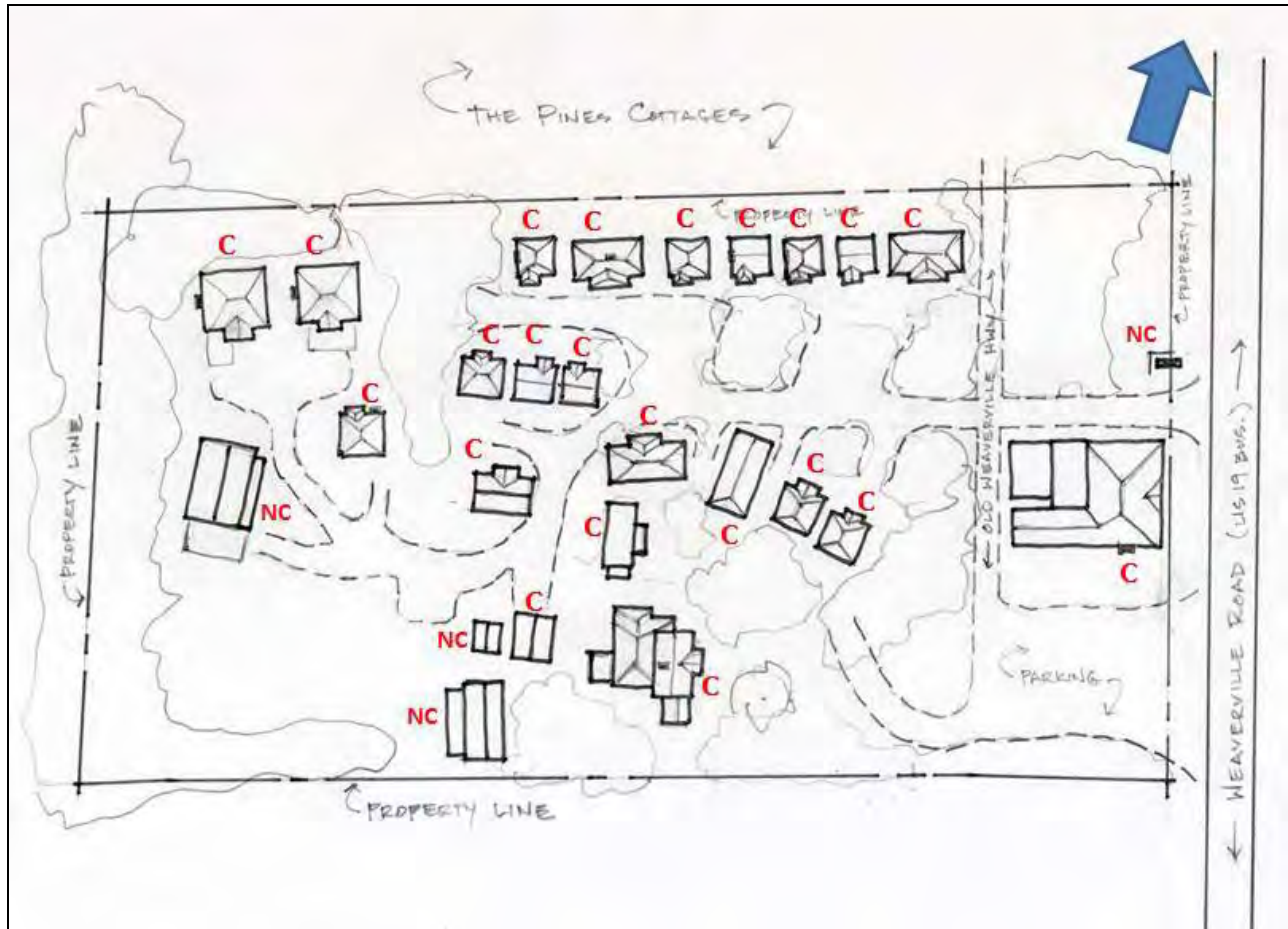 THE PINES COTTAGES
PROPERTY LINE
PROPERTY LINE
C C C C C C C
C C
NC
C C C
C
C
C
C
C
OLD WEAVERVILLE HWY
PROPERTY LINE
NC
C
C
C
C
C
NC
PARKING
C
NC
WEAVERVILLE ROAD (US 19 BUS.)
PROPERTY LINE